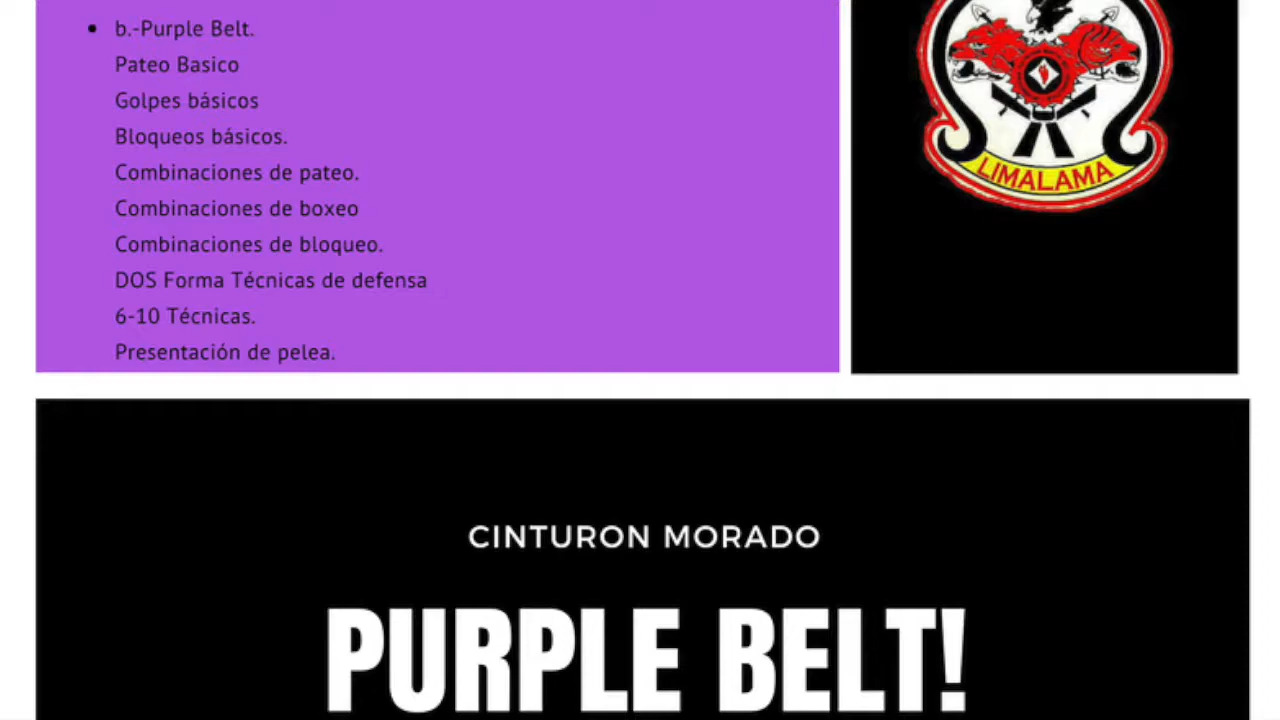 b.-Purple Belt.
Pateo Basico
Golpes básicos
Bloqueos básicos.
Combinaciones de pateo.
Combinaciones de boxeo
Combinaciones de bloqueo.
DOS Forma Técnicas de defensa
6-10 Técnicas.
Presentación de pelea.
LIMALAMA
CINTURON MORADO
PURPLE BELT!